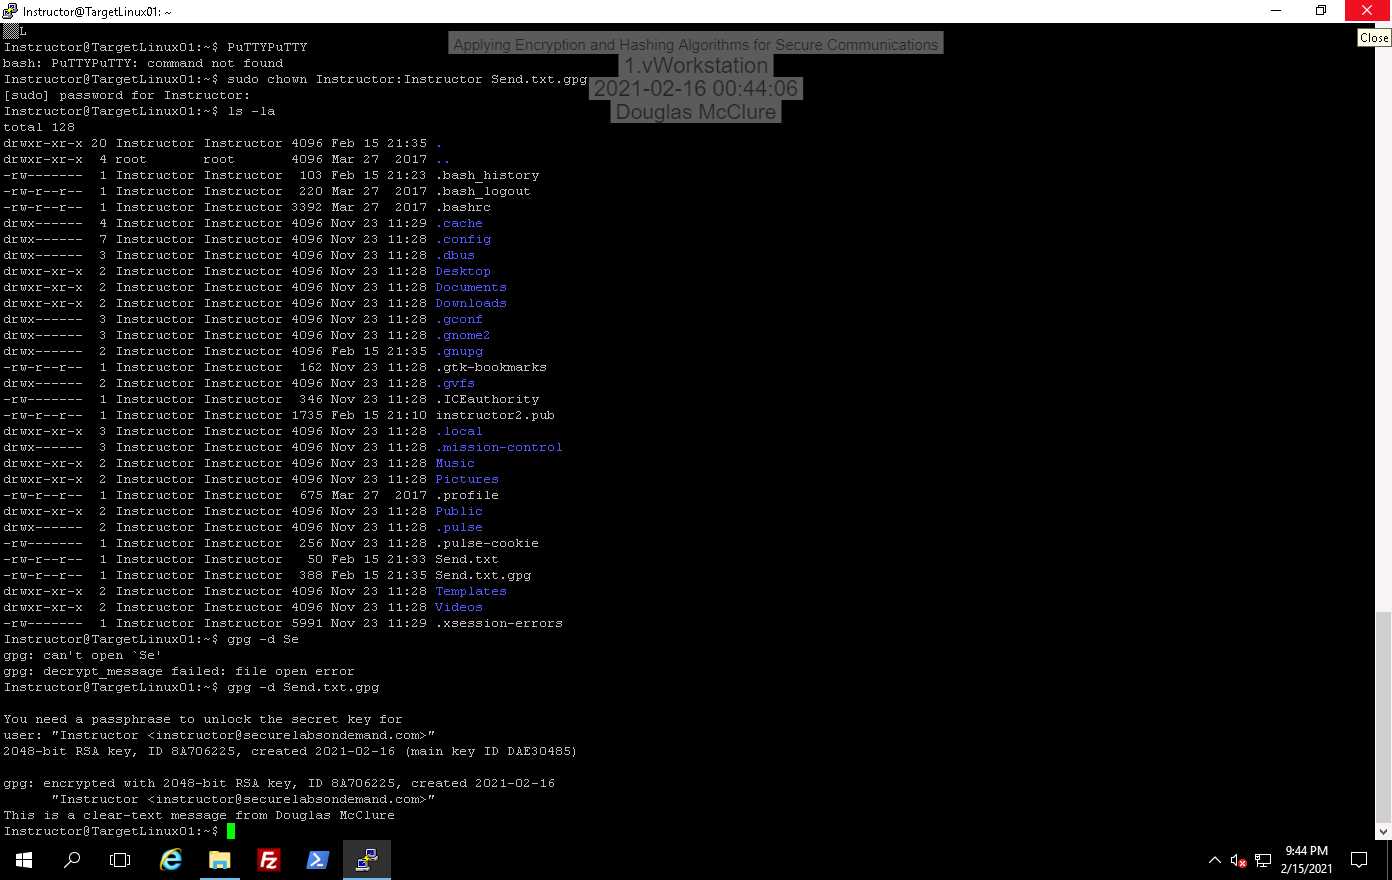 Instructor@TargetLinux01: ~
Close
L
Instructor@TargetLinux01:~$ PuTTYPuTTY
bash: PuTTYPuTTY: command not found
Instructor@TargetLinux01:~$ sudo chown Instructor:Instructor Send.txt.gpg
[sudo] password for Instructor:
Instructor@TargetLinux01:~$ ls -la
Applying Encryption and Hashing Algorithms for Secure Communications
1.vWorkstation
2021-02-16 00:44:06
Douglas McClure
total 128
drwxr-xr-x 20 Instructor Instructor 4096 Feb 15 21:35 .
drwxr-xr-x  4 root       root       4096 Mar 27  2017 ..
-rw-------  1 Instructor Instructor  103 Feb 15 21:23 .bash_history
-rw-r--r--  1 Instructor Instructor  220 Mar 27  2017 .bash_logout
-rw-r--r--  1 Instructor Instructor 3392 Mar 27  2017 .bashrc
drwx------  4 Instructor Instructor 4096 Nov 23 11:29 .cache
drwx------  7 Instructor Instructor 4096 Nov 23 11:28 .config
drwx------  3 Instructor Instructor 4096 Nov 23 11:28 .dbus
drwxr-xr-x  2 Instructor Instructor 4096 Nov 23 11:28 Desktop
drwxr-xr-x  2 Instructor Instructor 4096 Nov 23 11:28 Documents
drwxr-xr-x  2 Instructor Instructor 4096 Nov 23 11:28 Downloads
drwx------  3 Instructor Instructor 4096 Nov 23 11:28 .gconf
drwx------  3 Instructor Instructor 4096 Nov 23 11:28 .gnome2
drwx------  2 Instructor Instructor 4096 Feb 15 21:35 .gnupg
-rw-r--r--  1 Instructor Instructor  162 Nov 23 11:28 .gtk-bookmarks
drwx------  2 Instructor Instructor 4096 Nov 23 11:28 .gvfs
-rw-------  1 Instructor Instructor  346 Nov 23 11:28 .ICEauthority
-rw-r--r--  1 Instructor Instructor 1735 Feb 15 21:10 instructor2.pub
drwxr-xr-x  3 Instructor Instructor 4096 Nov 23 11:28 .local
drwx------  3 Instructor Instructor 4096 Nov 23 11:28 .mission-control
drwxr-xr-x  2 Instructor Instructor 4096 Nov 23 11:28 Music
drwxr-xr-x  2 Instructor Instructor 4096 Nov 23 11:28 Pictures
-rw-r--r--  1 Instructor Instructor  675 Mar 27  2017 .profile
drwxr-xr-x  2 Instructor Instructor 4096 Nov 23 11:28 Public
drwx------  2 Instructor Instructor 4096 Nov 23 11:28 .pulse
-rw-------  1 Instructor Instructor  256 Nov 23 11:28 .pulse-cookie
-rw-r--r--  1 Instructor Instructor   50 Feb 15 21:33 Send.txt
-rw-r--r--  1 Instructor Instructor  388 Feb 15 21:35 Send.txt.gpg
drwxr-xr-x  2 Instructor Instructor 4096 Nov 23 11:28 Templates
drwxr-xr-x  2 Instructor Instructor 4096 Nov 23 11:28 Videos
-rw-------  1 Instructor Instructor 5991 Nov 23 11:29 .xsession-errors
Instructor@TargetLinux01:~$ gpg -d Se
gpg: can't open `Se'
gpg: decrypt_message failed: file open error
Instructor@TargetLinux01:~$ gpg -d Send.txt.gpg
You need a passphrase to unlock the secret key for
user: "Instructor <instructor@securelabsondemand.com>"
2048-bit RSA key, ID 8A706225, created 2021-02-16 (main key ID DAE30485)
gpg: encrypted with 2048-bit RSA key, ID 8A706225, created 2021-02-16
"Instructor <instructor@securelabsondemand.com>"
This is a clear-text message from Douglas McClure
Instructor@TargetLinux01:~$
9:44 PM
2/15/2021